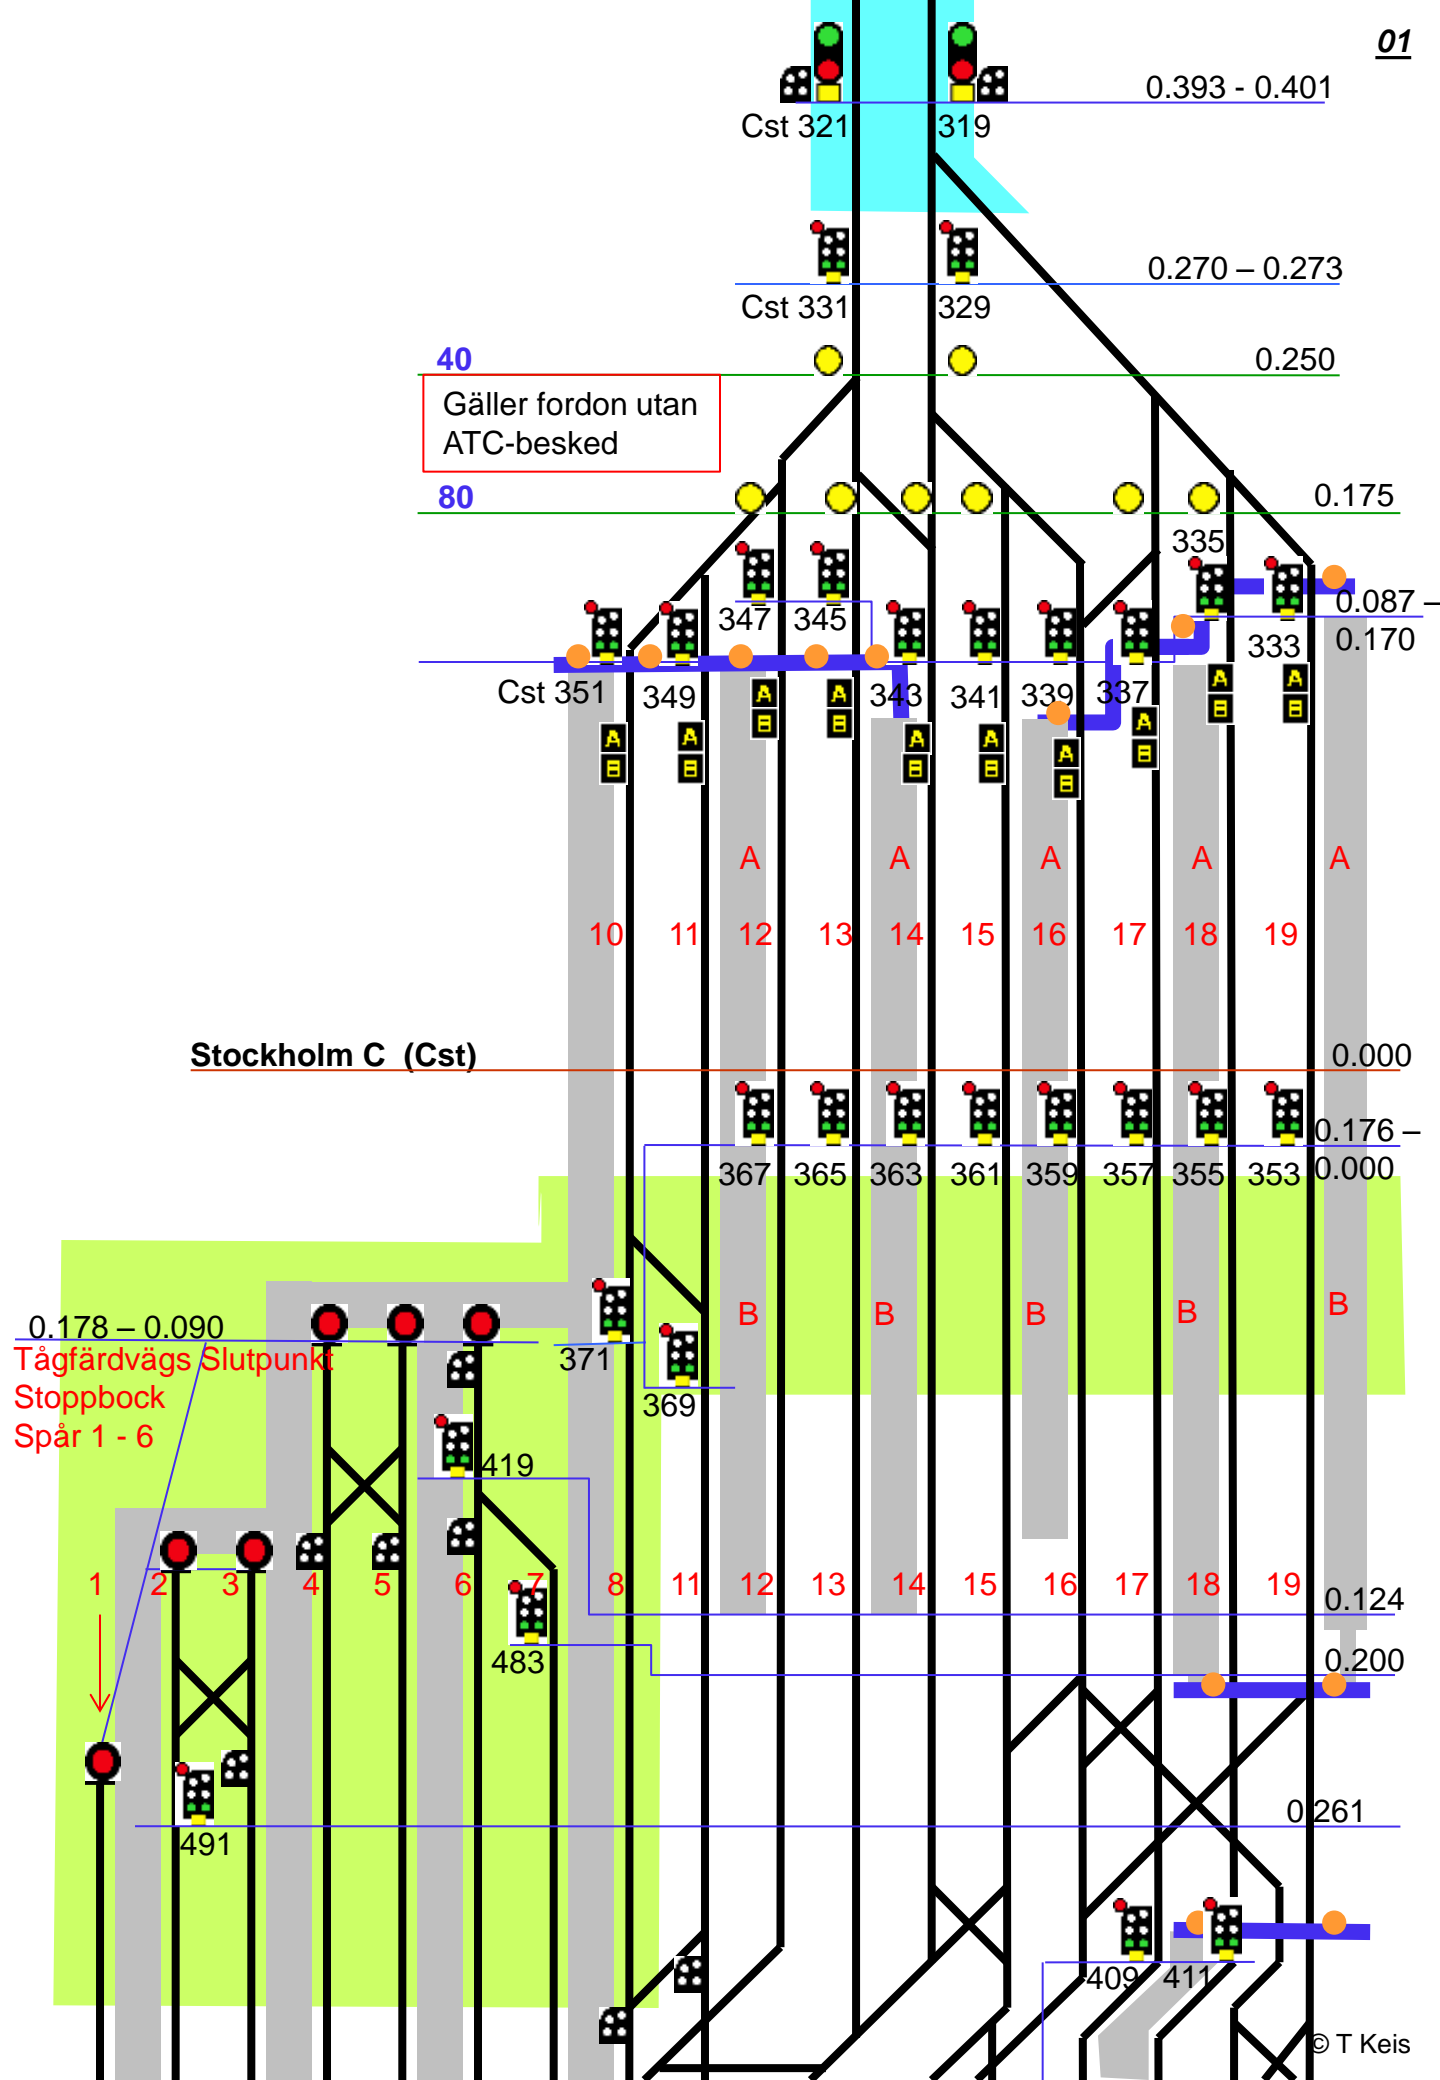 01
0.393 - 0.401
Cst 321
319
0.270 – 0.273
Cst 331
329
40
0.250
Gäller fordon utan
ATC-besked
80
0.175
335
347
345
0.087 –
0.170
333
Cst 351
349
343
341
339
337
A A
A A
A A A A A A
B B
B B
B B B B B B
A A A A A
10 11 12 13 14 15 16 17 18 19
Stockholm C (Cst)
0.000
0.176 –
0.000
367 365 363 361 359 357 355 353
B B B B B
0.178 – 0.090
371
Tågfärdvägs Slutpunkt
Stoppbock
369
Spår 1 - 6
419
1 2 3 4 5 6 7 8 11 12 13 14 15 16 17 18 19
0.124
483
0.200
0.261
491
409 411
© T Keis